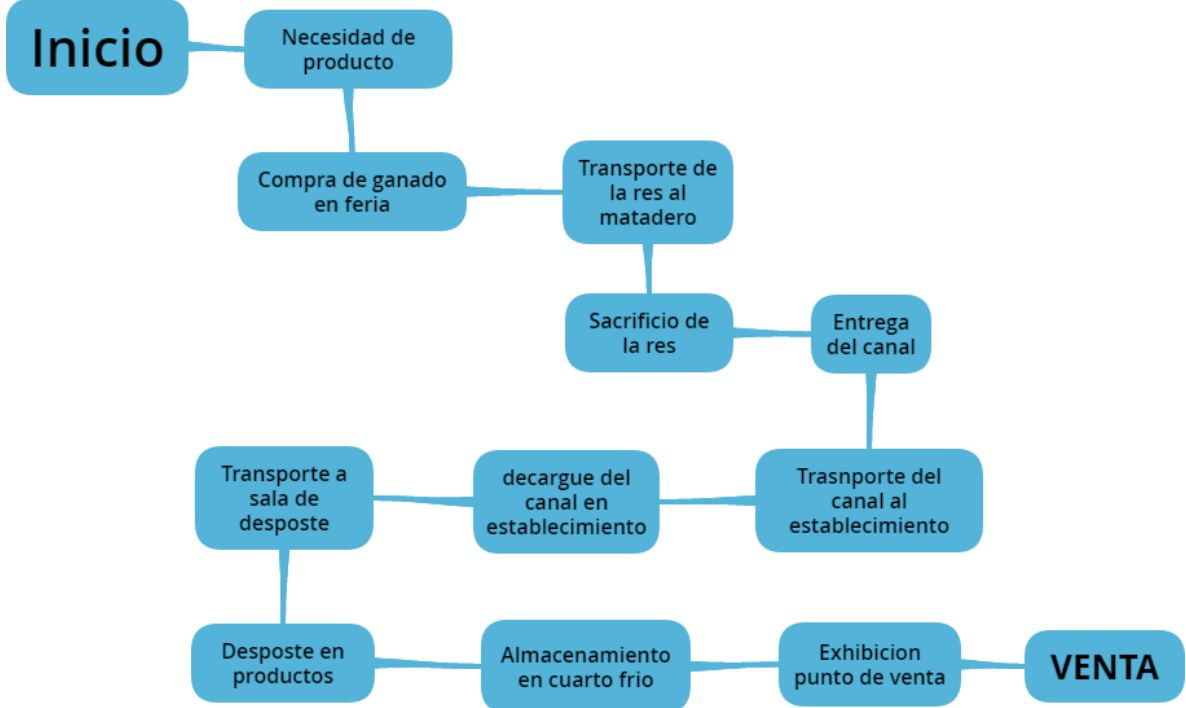 Inicio
Necesidad de
producto
Compra de ganado
en feria
Transporte de
la res al
matadero
Sacrificio de
la res
Entrega
del canal
Trasnporte del
canal al
establecimiento
decargue del
canal en
establecimiento
Transporte a
sala de
desposte
Desposte en
productos
Almacenamiento
en cuarto frio
Exhibicion
punto de venta
VENTA